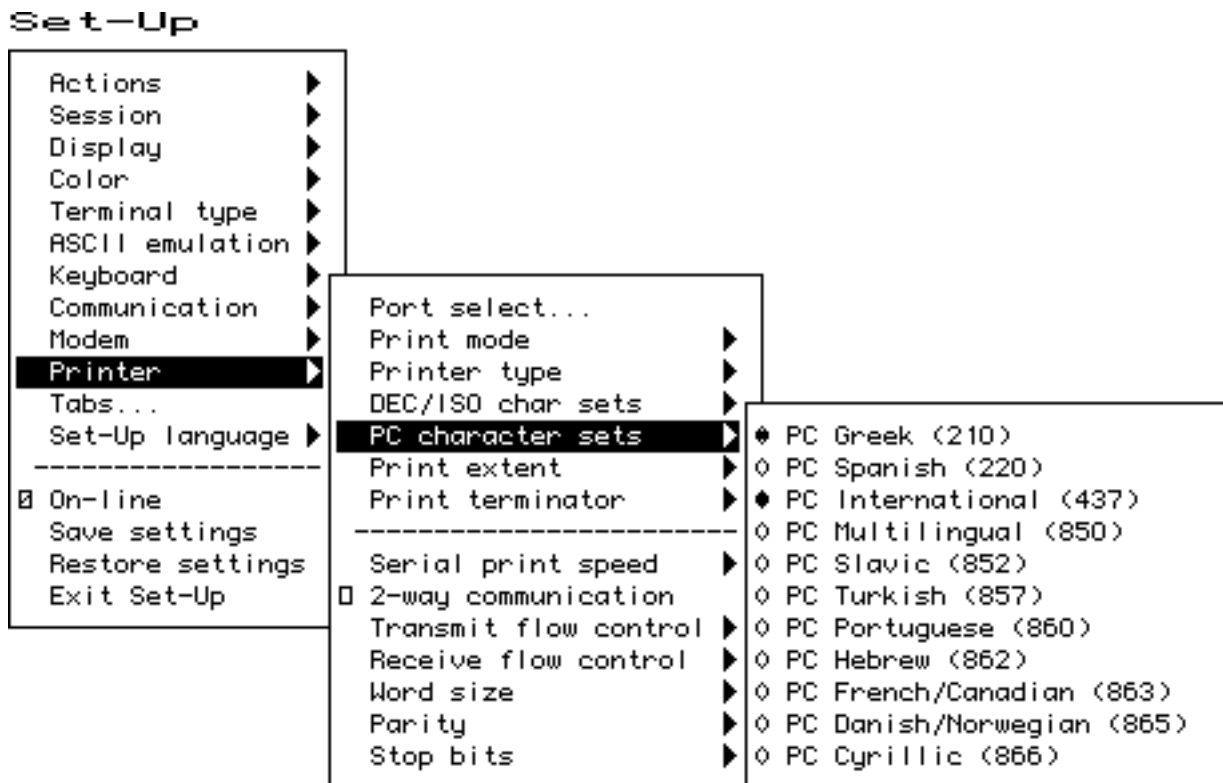 Set-Up
Actions
Session
Display
Color
Terminal type
ASCII emulation
Keyboard
Communication
Modem
Printer
Tabs...
Set-Up language
On-line
Save settings
Restore settings
Exit Set-Up
Port select...
Print mode
Printer type
DEC/ISO char sets
PC character sets
Print extent
Print terminator
Serial print speed
2-way communication
Transmit flow control
Receive flow control
Word size
Parity
Stop bits
PC Greek (210)
PC Spanish (220)
PC International (437)
PC Multilingual (850)
PC Slavic (852)
PC Turkish (857)
PC Portuguese (860)
PC Hebrew (862)
PC French/Canadian (863)
PC Danish/Norwegian (865)
PC Cyrillic (866)